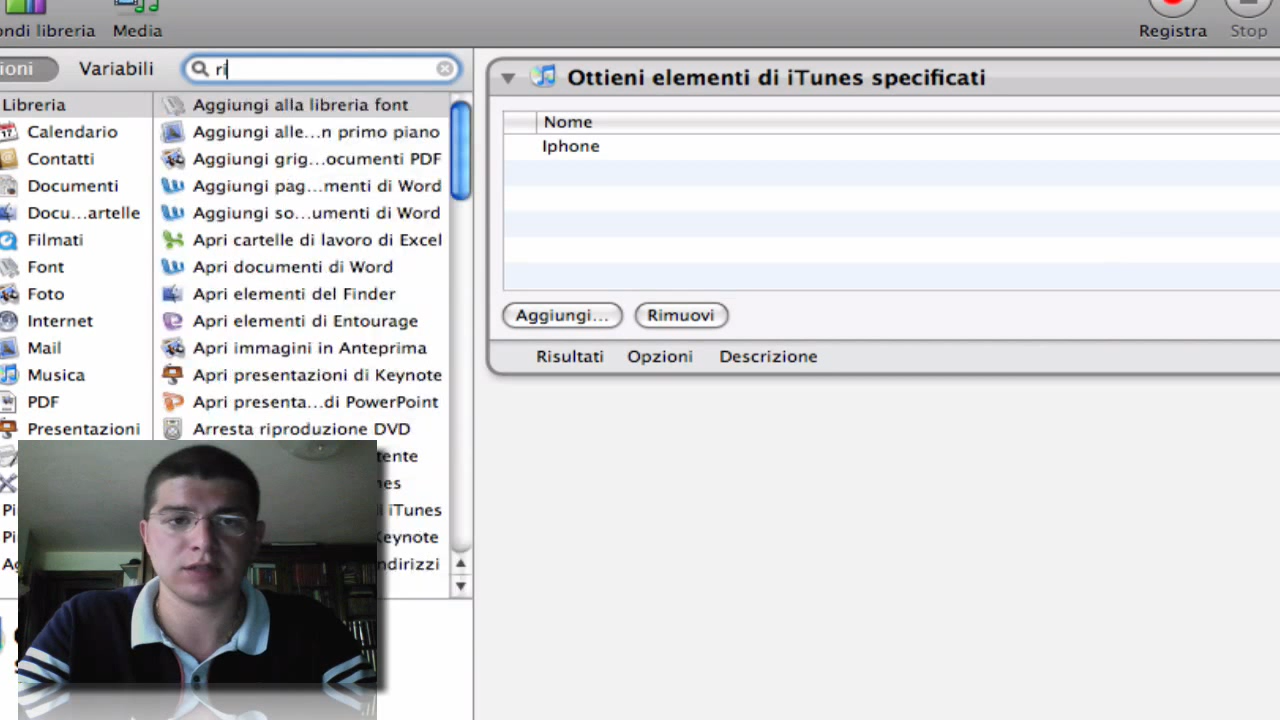 ondi libreria Media Registra Stop
ioni Variabili ri
Ottieni elementi di iTunes specificati
Libreria
Calendario
Contatti
Documenti
Docu...artelle
Filmati
Font
Foto
Internet
Mail
Musica
PDF
Presentazioni
Pi
Pi
Ag
Aggiungi alla libreria font
Aggiungi alle...n primo piano
Aggiungi grig...ocumenti PDF
Aggiungi pag...menti di Word
Aggiungi so...umenti di Word
Apri cartelle di lavoro di Excel
Apri documenti di Word
Apri elementi del Finder
Apri elementi di Entourage
Apri immagini in Anteprima
Apri presentazioni di Keynote
Apri presenta...di PowerPoint
Arresta riproduzione DVD
tente
nes
i iTunes
Keynote
ndirizzi
Nome
Iphone
Aggiungi... Rimuovi
Risultati Opzioni Descrizione